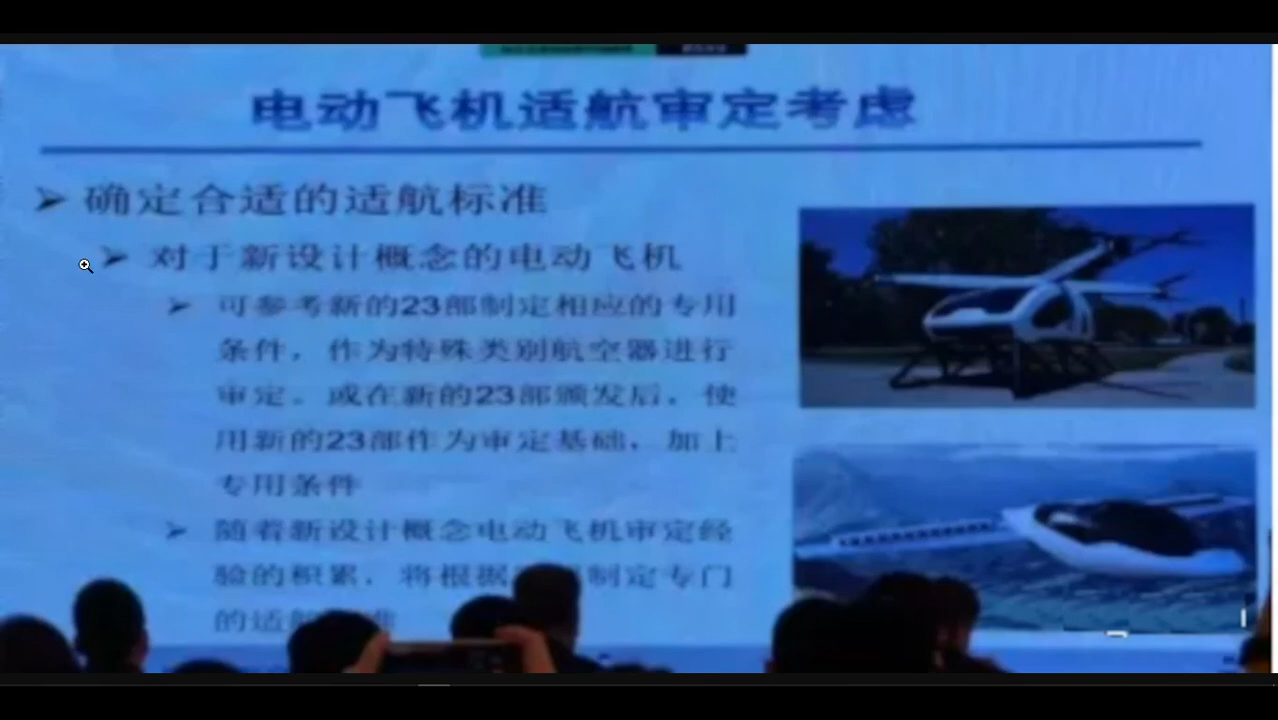 电动飞机适航审定考虑
确定合适的适航标准
对于新设计概念的电动飞机
可参考新的23部制定相应的专用
条件，作为特殊类别航空器进行
审定。或在新的23部颁发后，使
用新的23部作为审定基础，加上
专用条件
随着新设计概念电动飞机审定经
验的积累，将根据 制定专门
的适航 准